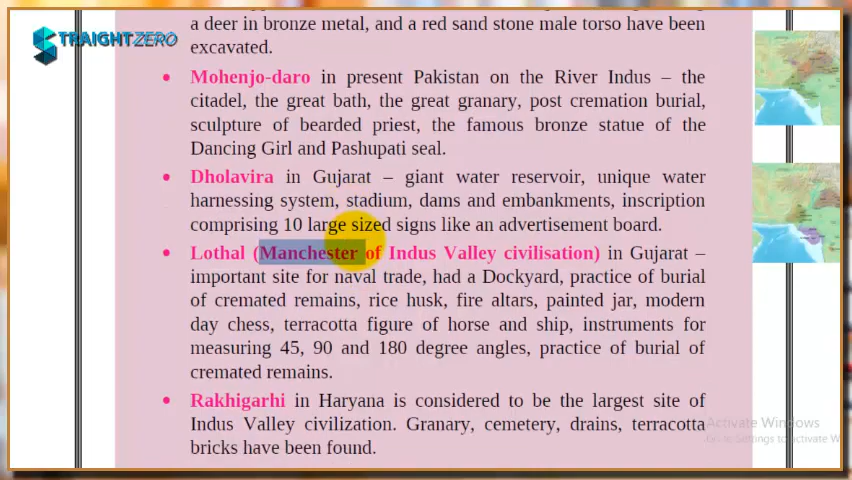 STRAIGHTZERO
a deer in bronze metal, and a red sand stone male torso have been
excavated.
• Mohenjo-daro in present Pakistan on the River Indus – the
citadel, the great bath, the great granary, post cremation burial,
sculpture of bearded priest, the famous bronze statue of the
Dancing Girl and Pashupati seal.
• Dholavira in Gujarat – giant water reservoir, unique water
harnessing system, stadium, dams and embankments, inscription
comprising 10 large sized signs like an advertisement board.
• Lothal (Manchester of Indus Valley civilisation) in Gujarat –
important site for naval trade, had a Dockyard, practice of burial
of cremated remains, rice husk, fire altars, painted jar, modern
day chess, terracotta figure of horse and ship, instruments for
measuring 45, 90 and 180 degree angles, practice of burial of
cremated remains.
• Rakhigarhi in Haryana is considered to be the largest site of
Indus Valley civilization. Granary, cemetery, drains, terracotta
bricks have been found.
Activate Windows
Go to Settings to activate W